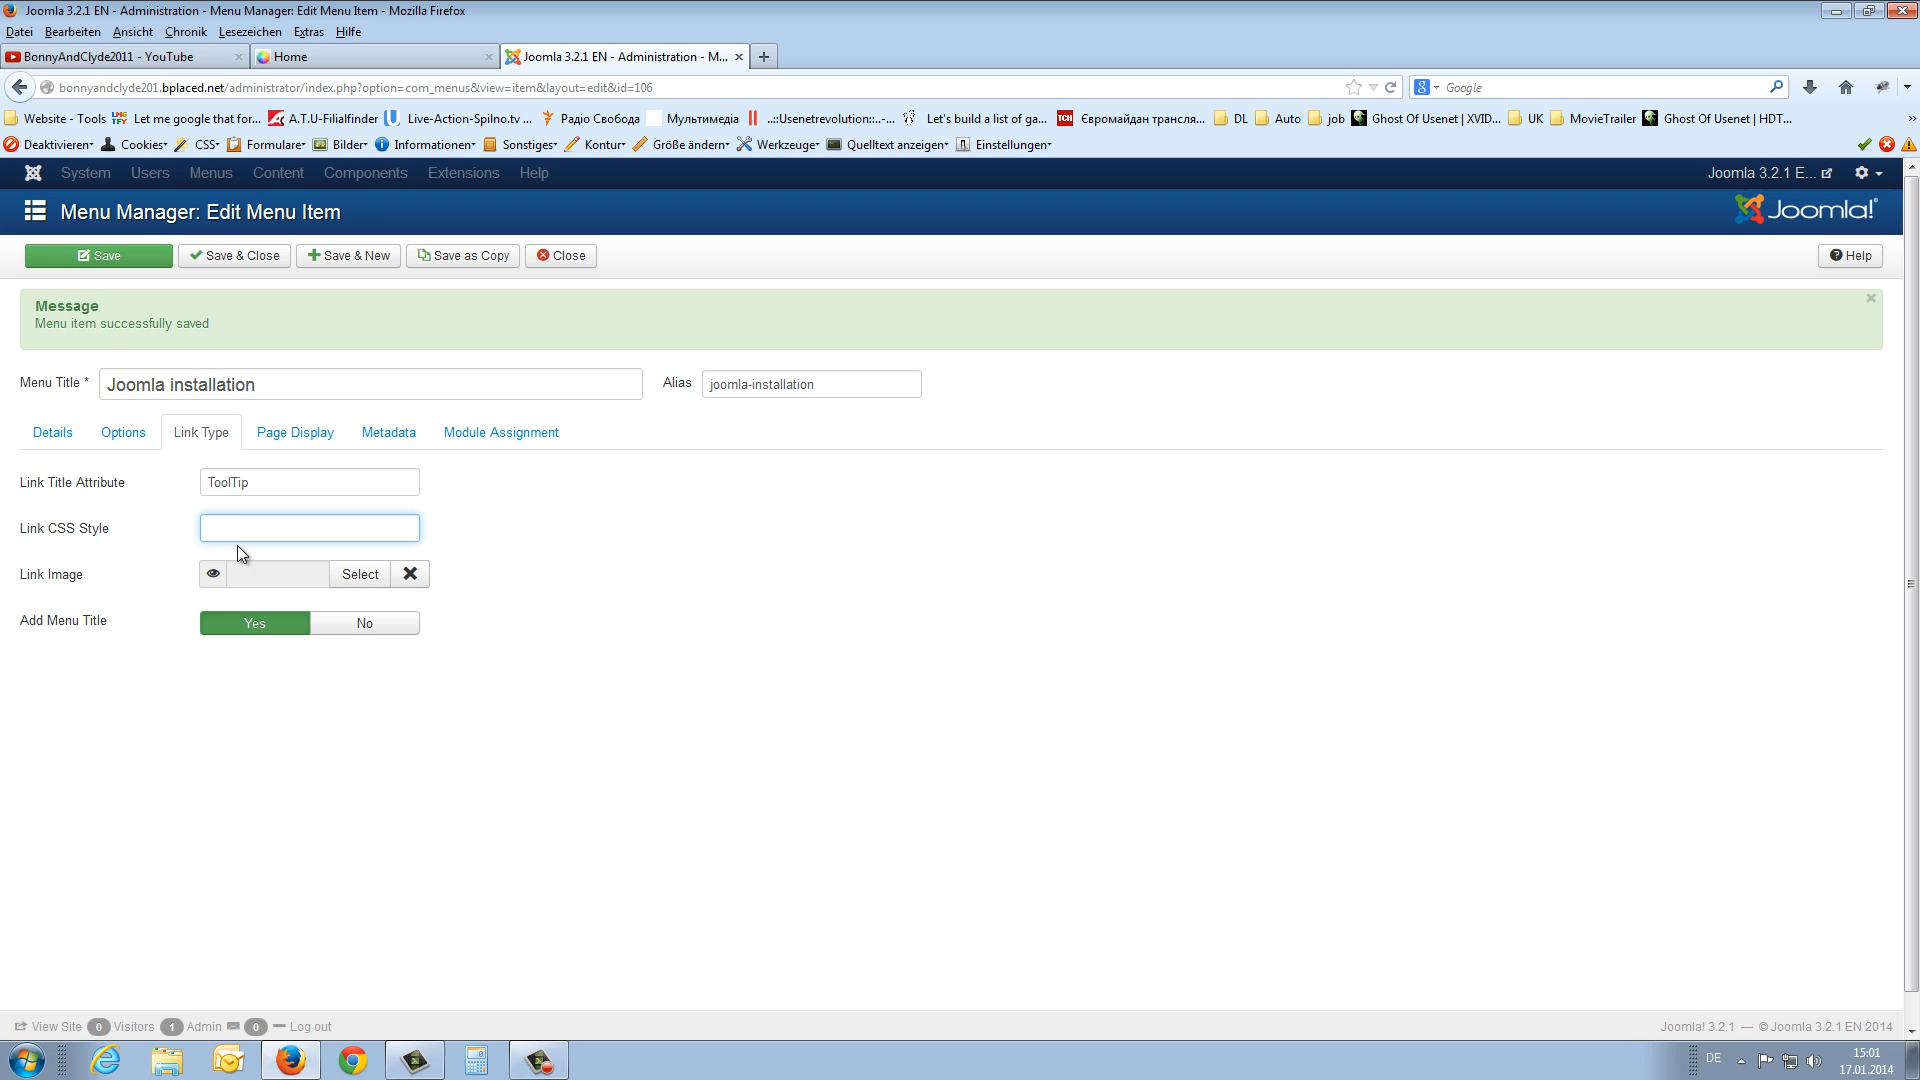 Joomla 3.2.1 EN - Administration - Menu Manager: Edit Menu Item - Mozilla Firefox
Datei Bearbeiten Ansicht Chronik Lesezeichen Extras Hilfe
BonnyAndClyde2011 - YouTube
Home
Joomla 3.2.1 EN - Administration - M...
bonnyandclyde201.bplaced.net/administrator/index.php?option=com_menus&view=item&layout=edit&id=106
Google
Website - Tools Let me google that for... A.T.U-Filialfinder Live-Action-Spilno.tv ... Радіо Свобода Мультимедіа ..::Usenetrevolution::..-... Let's build a list of ga... Євромайдан трансля... DL Auto job Ghost Of Usenet | XVID... UK MovieTrailer Ghost Of Usenet | HDT...
Deaktivieren Cookies CSS Formulare Bilder Informationen Sonstiges Kontur Größe ändern Werkzeuge Quelltext anzeigen Einstellungen
System Users Menus Content Components Extensions Help
Joomla 3.2.1 E...
Menu Manager: Edit Menu Item
Joomla!
Save Save & Close Save & New Save as Copy Close Help
Message
Menu item successfully saved
Menu Title * Joomla installation Alias joomla-installation
Details Options Link Type Page Display Metadata Module Assignment
Link Title Attribute ToolTip
Link CSS Style
Link Image Select
Add Menu Title Yes No
View Site 0 Visitors 1 Admin 0 Log out
Joomla! 3.2.1 — © Joomla 3.2.1 EN 2014
DE
15:01
17.01.2014